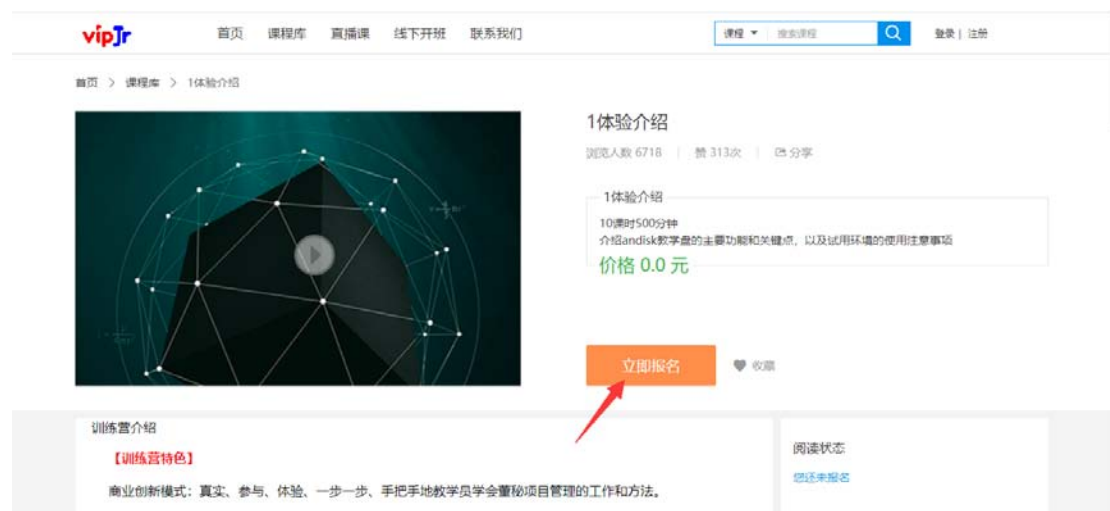 vipJr 首页 课程库 直播课 线下开班 联系我们 课程 搜索课程 登录 | 注册
首页 > 课程库 > 1体验介绍
1体验介绍
浏览人数 6718 | 赞 313次 | 分享
1体验介绍
10课时500分钟
介绍andisk教学盘的主要功能和关键点，以及试用环境的使用注意事项
价格 0.0 元
立即报名 收藏
训练营介绍
【训练营特色】
商业创新模式：真实、参与、体验、一步一步、手把手地教学员学会董秘项目管理的工作和方法。
阅读状态
您还未报名